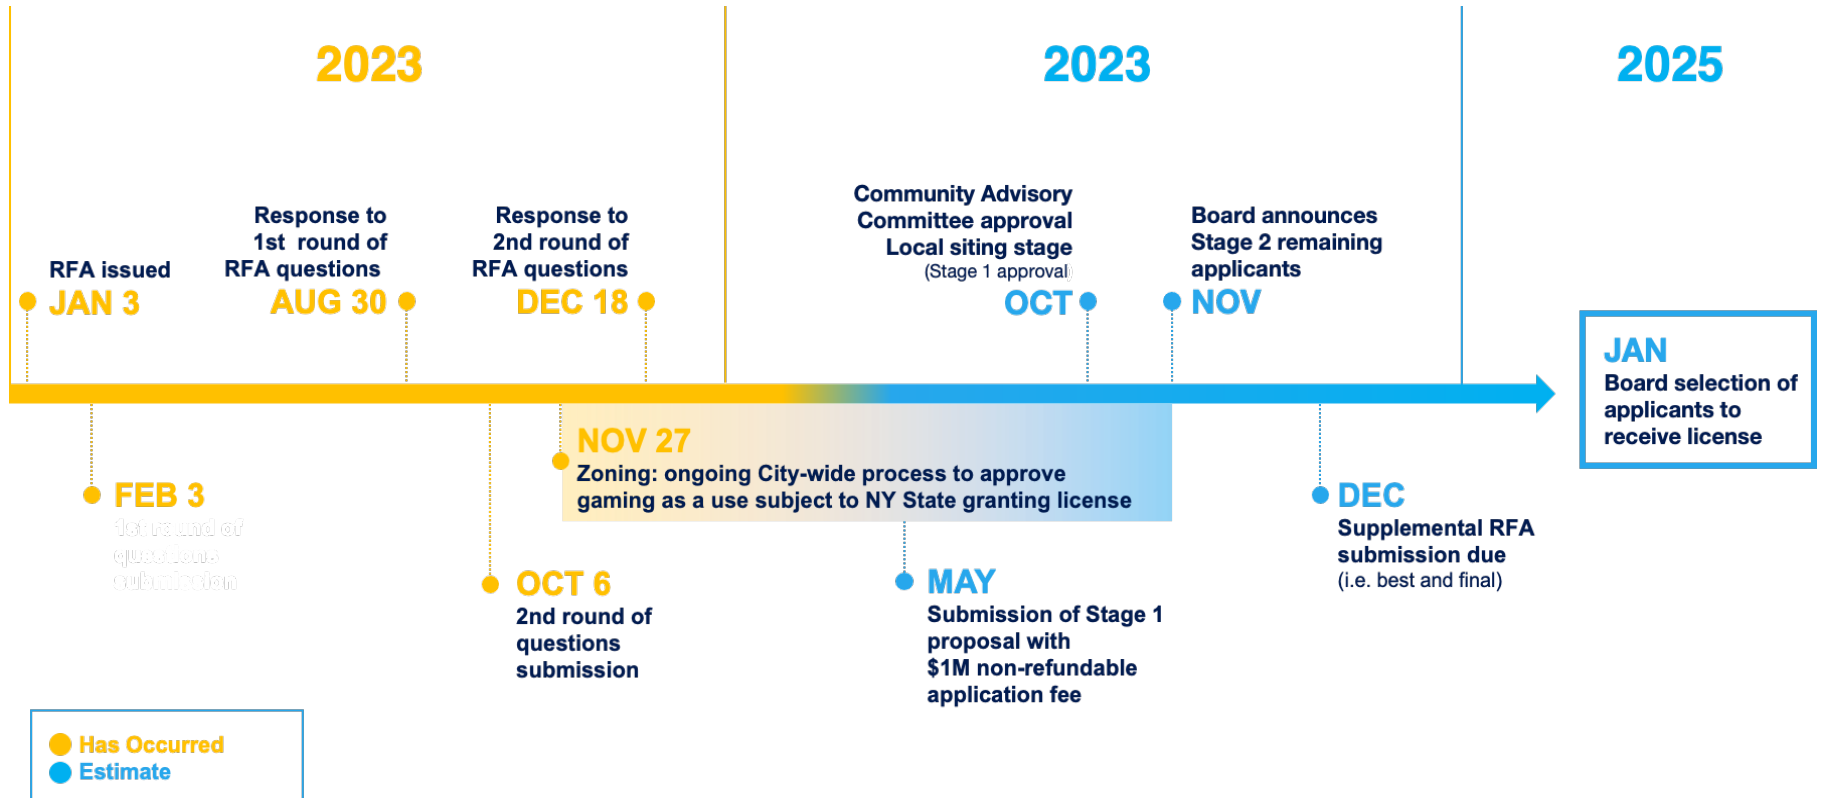 2023
2023
2025
RFA issued
JAN 3
Response to
1st round of
RFA questions
AUG 30
Response to
2nd round of
RFA questions
DEC 18
Community Advisory
Committee approval
Local siting stage
(Stage 1 approval)
OCT
Board announces
Stage 2 remaining
applicants
NOV
JAN
Board selection of
applicants to
receive license
FEB 3
1st round of
questions
submission
OCT 6
2nd round of
questions
submission
NOV 27
Zoning: ongoing City-wide process to approve
gaming as a use subject to NY State granting license
MAY
Submission of Stage 1
proposal with
$1M non-refundable
application fee
DEC
Supplemental RFA
submission due
(i.e. best and final)
Has Occurred
Estimate